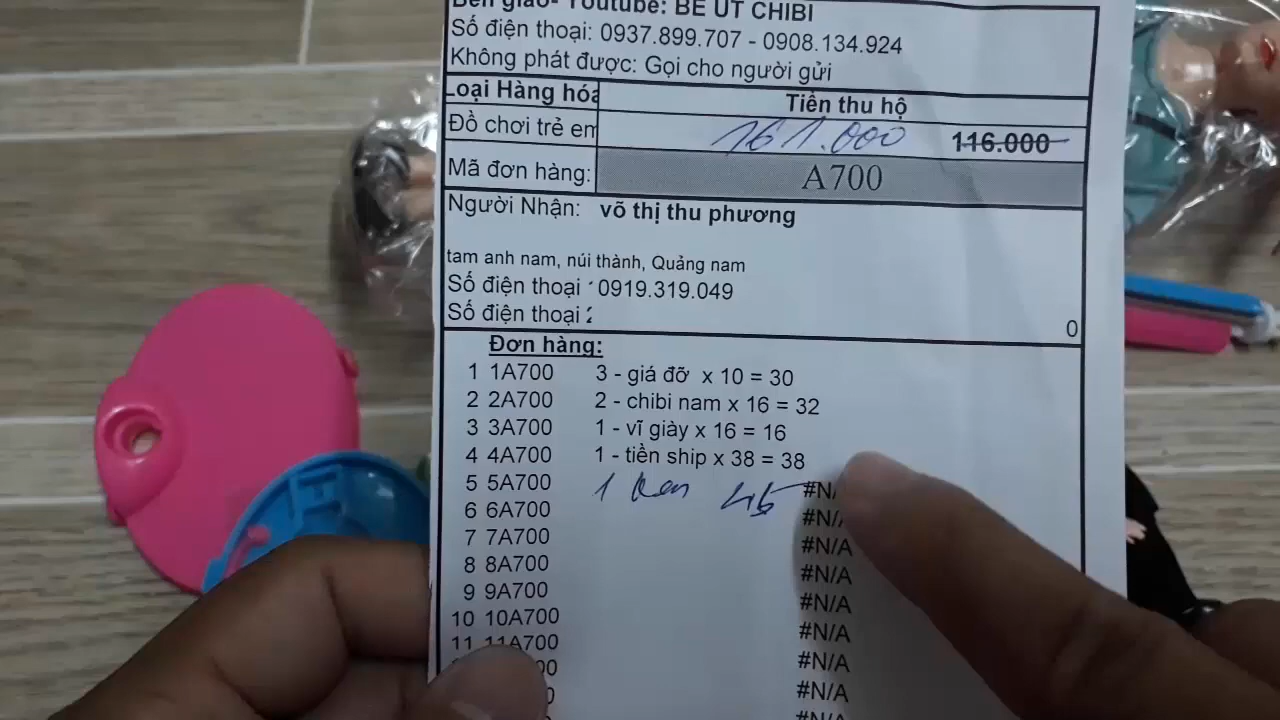 Bên giao- Youtube: BÉ ÚT CHIBI
Số điện thoại: 0937.899.707 - 0908.134.924
Không phát được: Gọi cho người gửi
Loại Hàng hóa Tiền thu hộ
Đồ chơi trẻ em 161.000 116.000
Mã đơn hàng: A700
Người Nhận: võ thị thu phương
tam anh nam, núi thành, Quảng nam
Số điện thoại 0919.319.049
Số điện thoại 2
0
Đơn hàng:
1 1A700 3 - giá đỡ x 10 = 30
2 2A700 2 - chibi nam x 16 = 32
3 3A700 1 - vĩ giày x 16 = 16
4 4A700 1 - tiền ship x 38 = 38
5 5A700 1 ken 45 #N/
6 6A700 #N/
7 7A700 #N/A
8 8A700 #N/A
9 9A700 #N/A
10 10A700 #N/A
11 11A700 #N/A
00 #N/A
#N/A